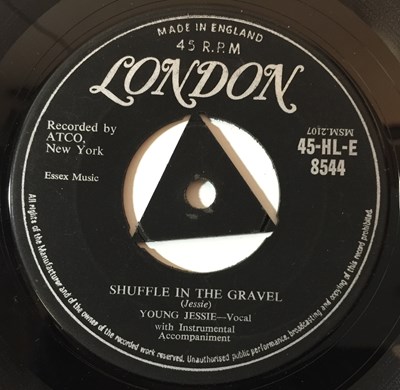 MADE IN ENGLAND
45 R.P.M
LONDON
Recorded by
ATCO,
New York
Essex Music
MSM.2107
45-HL-E
8544
SHUFFLE IN THE GRAVEL
(Jessie)
YOUNG JESSIE—Vocal
with Instrumental
Accompaniment
All rights of the Manufacturer and of the owner of the recorded work reserved. Unauthorised public performance, broadcasting and copying of this record prohibited.